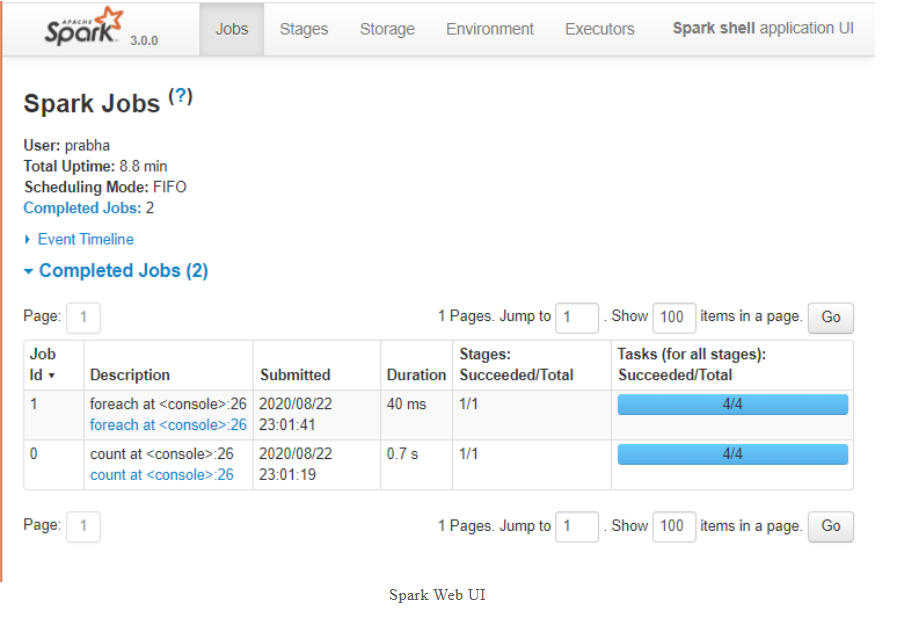 APACHE
Spark 3.0.0 Jobs Stages Storage Environment Executors Spark shell application UI
Spark Jobs (?)
User: prabha
Total Uptime: 8.8 min
Scheduling Mode: FIFO
Completed Jobs: 2
Event Timeline
Completed Jobs (2)
Page: 1 1 Pages. Jump to 1 . Show 100 items in a page. Go
Job Id Description Submitted Duration Stages: Succeeded/Total Tasks (for all stages): Succeeded/Total
1 foreach at <console>:26 2020/08/22 40 ms 1/1 4/4
foreach at <console>:26 23:01:41
0 count at <console>:26 2020/08/22 0.7 s 1/1 4/4
count at <console>:26 23:01:19
Page: 1 1 Pages. Jump to 1 . Show 100 items in a page. Go
Spark Web UI